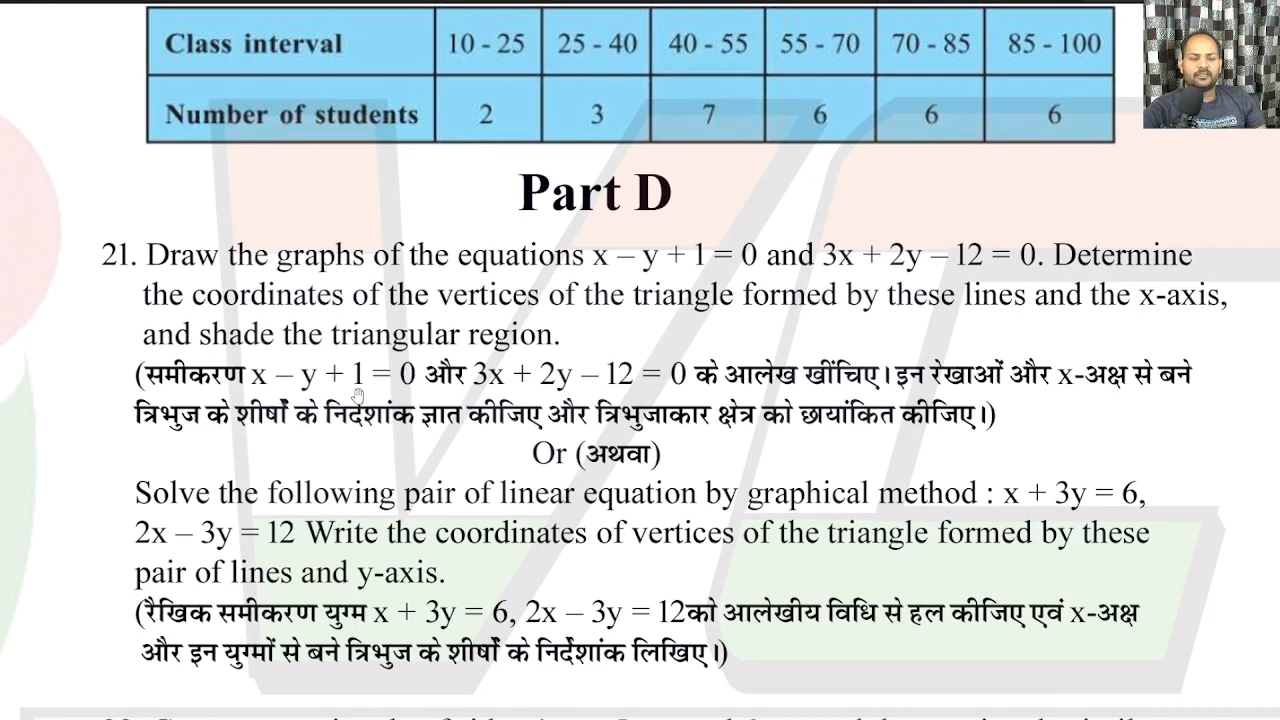 Class interval 10 - 25 25 - 40 40 - 55 55 - 70 70 - 85 85 - 100
Number of students 2 3 7 6 6 6
Part D
21. Draw the graphs of the equations x – y + 1 = 0 and 3x + 2y – 12 = 0. Determine
the coordinates of the vertices of the triangle formed by these lines and the x-axis,
and shade the triangular region.
(समीकरण x – y + 1 = 0 और 3x + 2y – 12 = 0 के आलेख खींचिए। इन रेखाओं और x-अक्ष से बने
त्रिभुज के शीर्षों के निर्देशांक ज्ञात कीजिए और त्रिभुजाकार क्षेत्र को छायांकित कीजिए।)
Or (अथवा)
Solve the following pair of linear equation by graphical method : x + 3y = 6,
2x – 3y = 12 Write the coordinates of vertices of the triangle formed by these
pair of lines and y-axis.
(रैखिक समीकरण युग्म x + 3y = 6, 2x – 3y = 12को आलेखीय विधि से हल कीजिए एवं x-अक्ष
और इन युग्मों से बने त्रिभुज के शीर्षों के निर्देशांक लिखिए।)